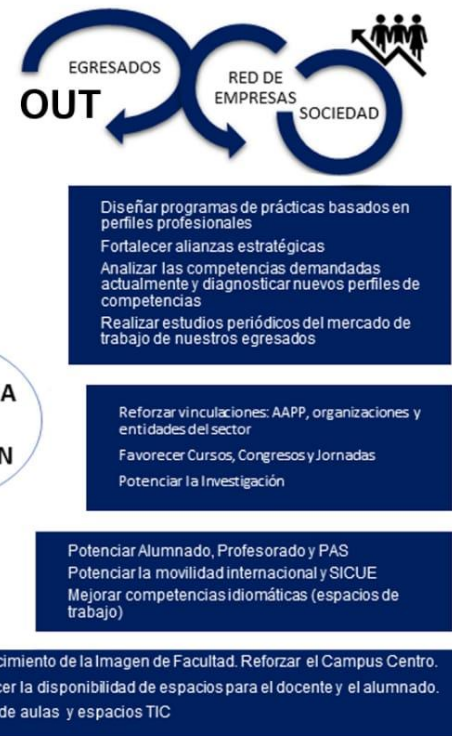 EGRESADOS
OUT
RED DE
EMPRESAS
SOCIEDAD
Diseñar programas de prácticas basados en
perfiles profesionales
Fortalecer alianzas estratégicas
Analizar las competencias demandadas
actualmente y diagnosticar nuevos perfiles de
competencias
Realizar estudios periódicos del mercado de
trabajo de nuestros egresados
A
N
Reforzar vinculaciones: AAPP, organizaciones y
entidades del sector
Favorecer Cursos, Congresos y Jornadas
Potenciar la Investigación
Potenciar Alumnado, Profesorado y PAS
Potenciar la movilidad internacional y SICUE
Mejorar competencias idiomáticas (espacios de
trabajo)
cimiento de la Imagen de Facultad. Reforzar el Campus Centro.
cer la disponibilidad de espacios para el docente y el alumnado.
de aulas y espacios TIC